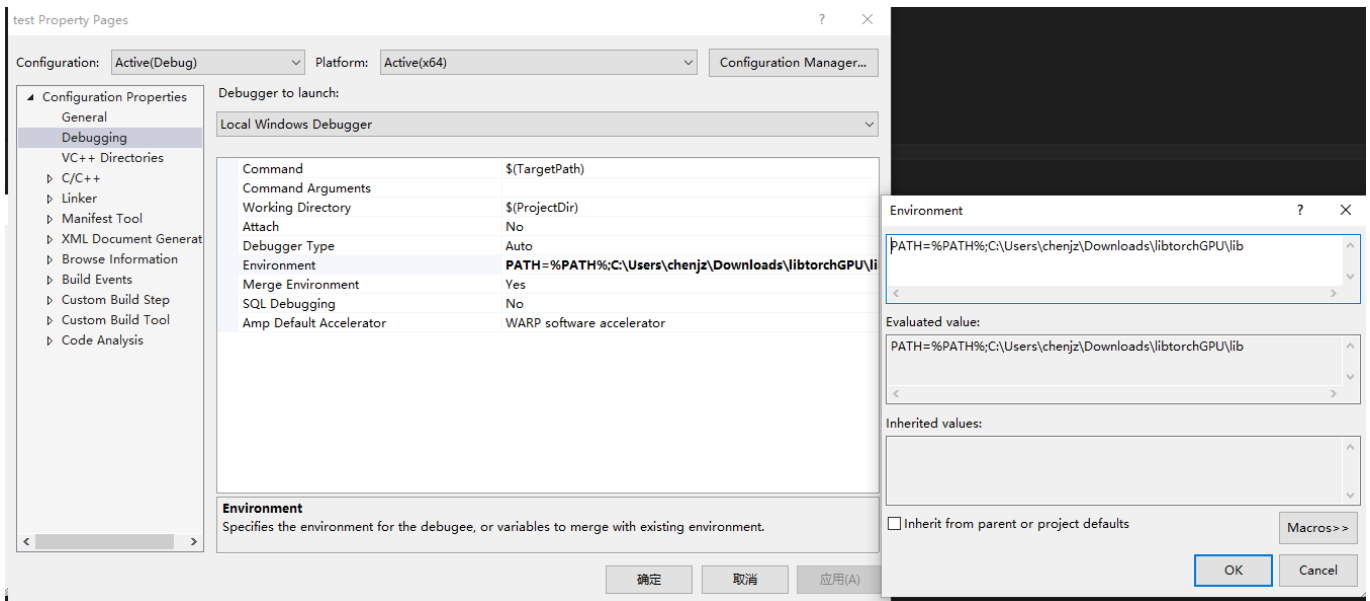 test Property Pages
?
Configuration: Active(Debug) Platform: Active(x64) Configuration Manager...
Configuration Properties
General
Debugging
VC++ Directories
C/C++
Linker
Manifest Tool
XML Document Generat
Browse Information
Build Events
Custom Build Step
Custom Build Tool
Code Analysis
Debugger to launch:
Local Windows Debugger
Command $(TargetPath)
Command Arguments
Working Directory $(ProjectDir)
Attach No
Debugger Type Auto
Environment PATH=%PATH%;C:\Users\chenjz\Downloads\libtorchGPU\li
Merge Environment Yes
SQL Debugging No
Amp Default Accelerator WARP software accelerator
Environment
Specifies the environment for the debugee, or variables to merge with existing environment.
确定 取消 应用(A)
Environment ?
PATH=%PATH%;C:\Users\chenjz\Downloads\libtorchGPU\lib
Evaluated value:
PATH=%PATH%;C:\Users\chenjz\Downloads\libtorchGPU\lib
Inherited values:
Inherit from parent or project defaults
Macros>>
OK Cancel